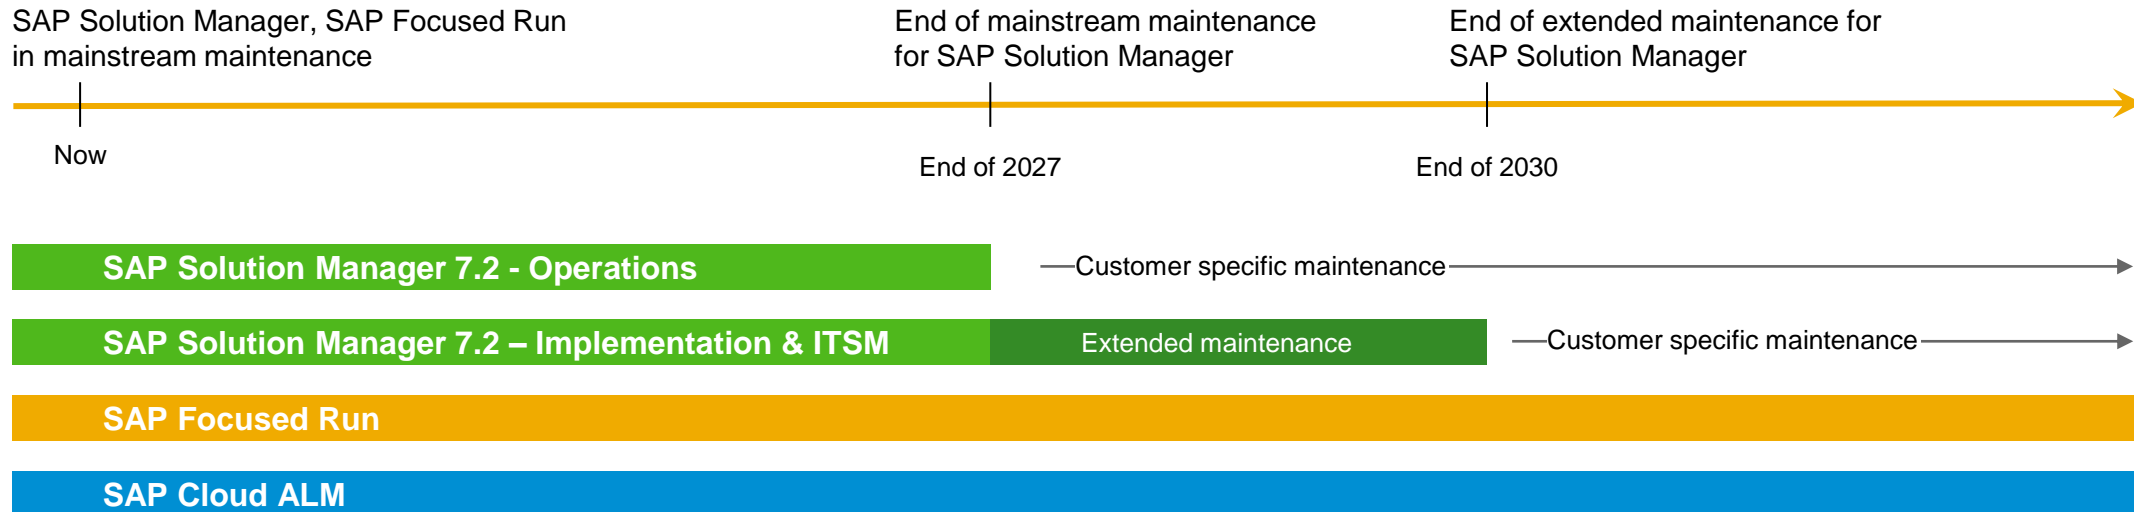 SAP Solution Manager, SAP Focused Run
in mainstream maintenance
End of mainstream maintenance
for SAP Solution Manager
End of extended maintenance for
SAP Solution Manager
Now
End of 2027
End of 2030
SAP Solution Manager 7.2 - Operations
Customer specific maintenance
SAP Solution Manager 7.2 – Implementation & ITSM
Extended maintenance
Customer specific maintenance
SAP Focused Run
SAP Cloud ALM